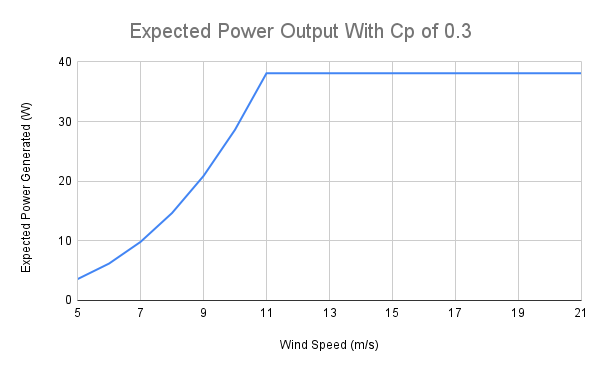 Expected Power Output With Cp of 0.3
Expected Power Generated (W)
40
30
20
10
0
5 7 9 11 13 15 17 19 21
Wind Speed (m/s)